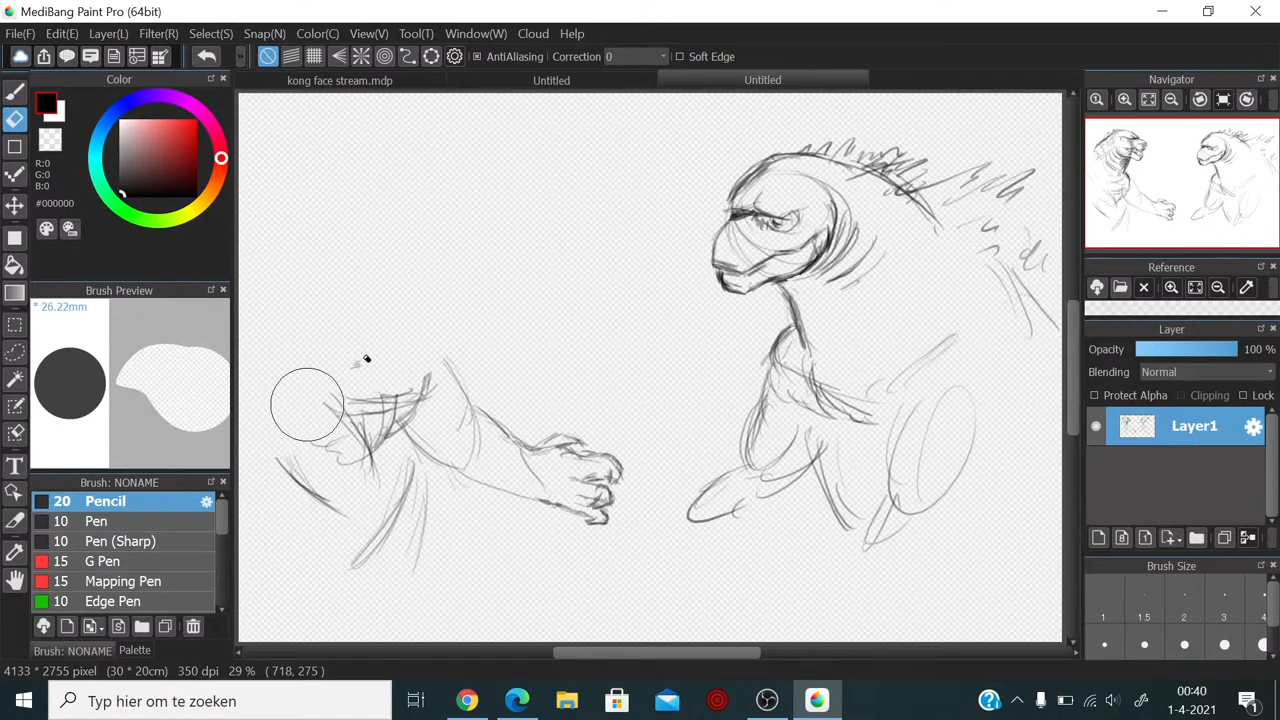 MediBang Paint Pro (64bit)
File(F) Edit(E) Layer(L) Filter(R) Select(S) Snap(N) Color(C) View(V) Tool(T) Window(W) Cloud Help
AntiAliasing Correction 0 Soft Edge
Color
kong face stream.mdp Untitled Untitled
Navigator
R:0
G:0
B:0
#000000
Reference
Brush Preview
* 26.22mm
Layer
Opacity 100 %
Blending Normal
Protect Alpha Clipping Lock
Layer1
Brush: NONAME
20 Pencil
10 Pen
10 Pen (Sharp)
15 G Pen
15 Mapping Pen
10 Edge Pen
Brush Size
1 1.5 2 3 4
Brush: NONAME Palette
4133 * 2755 pixel (30 * 20cm) 350 dpi 29 % ( 718, 275 )
Typ hier om te zoeken
00:40
1-4-2021
1